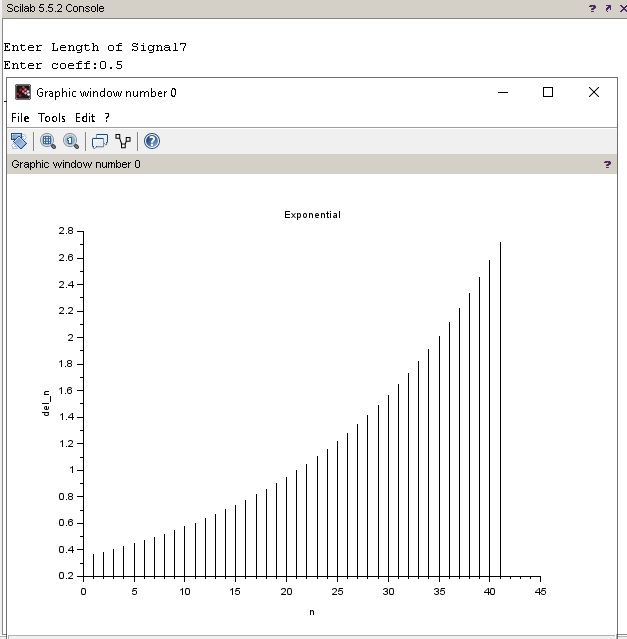 Scilab 5.5.2 Console
Enter Length of Signal7
Enter coeff:0.5
Graphic window number 0
File Tools Edit ?
Graphic window number 0
Exponential
2.8
2.6
2.4
2.2
2
1.8
1.6
1.4
1.2
1
0.8
0.6
0.4
0.2
del_n
0 5 10 15 20 25 30 35 40 45
n